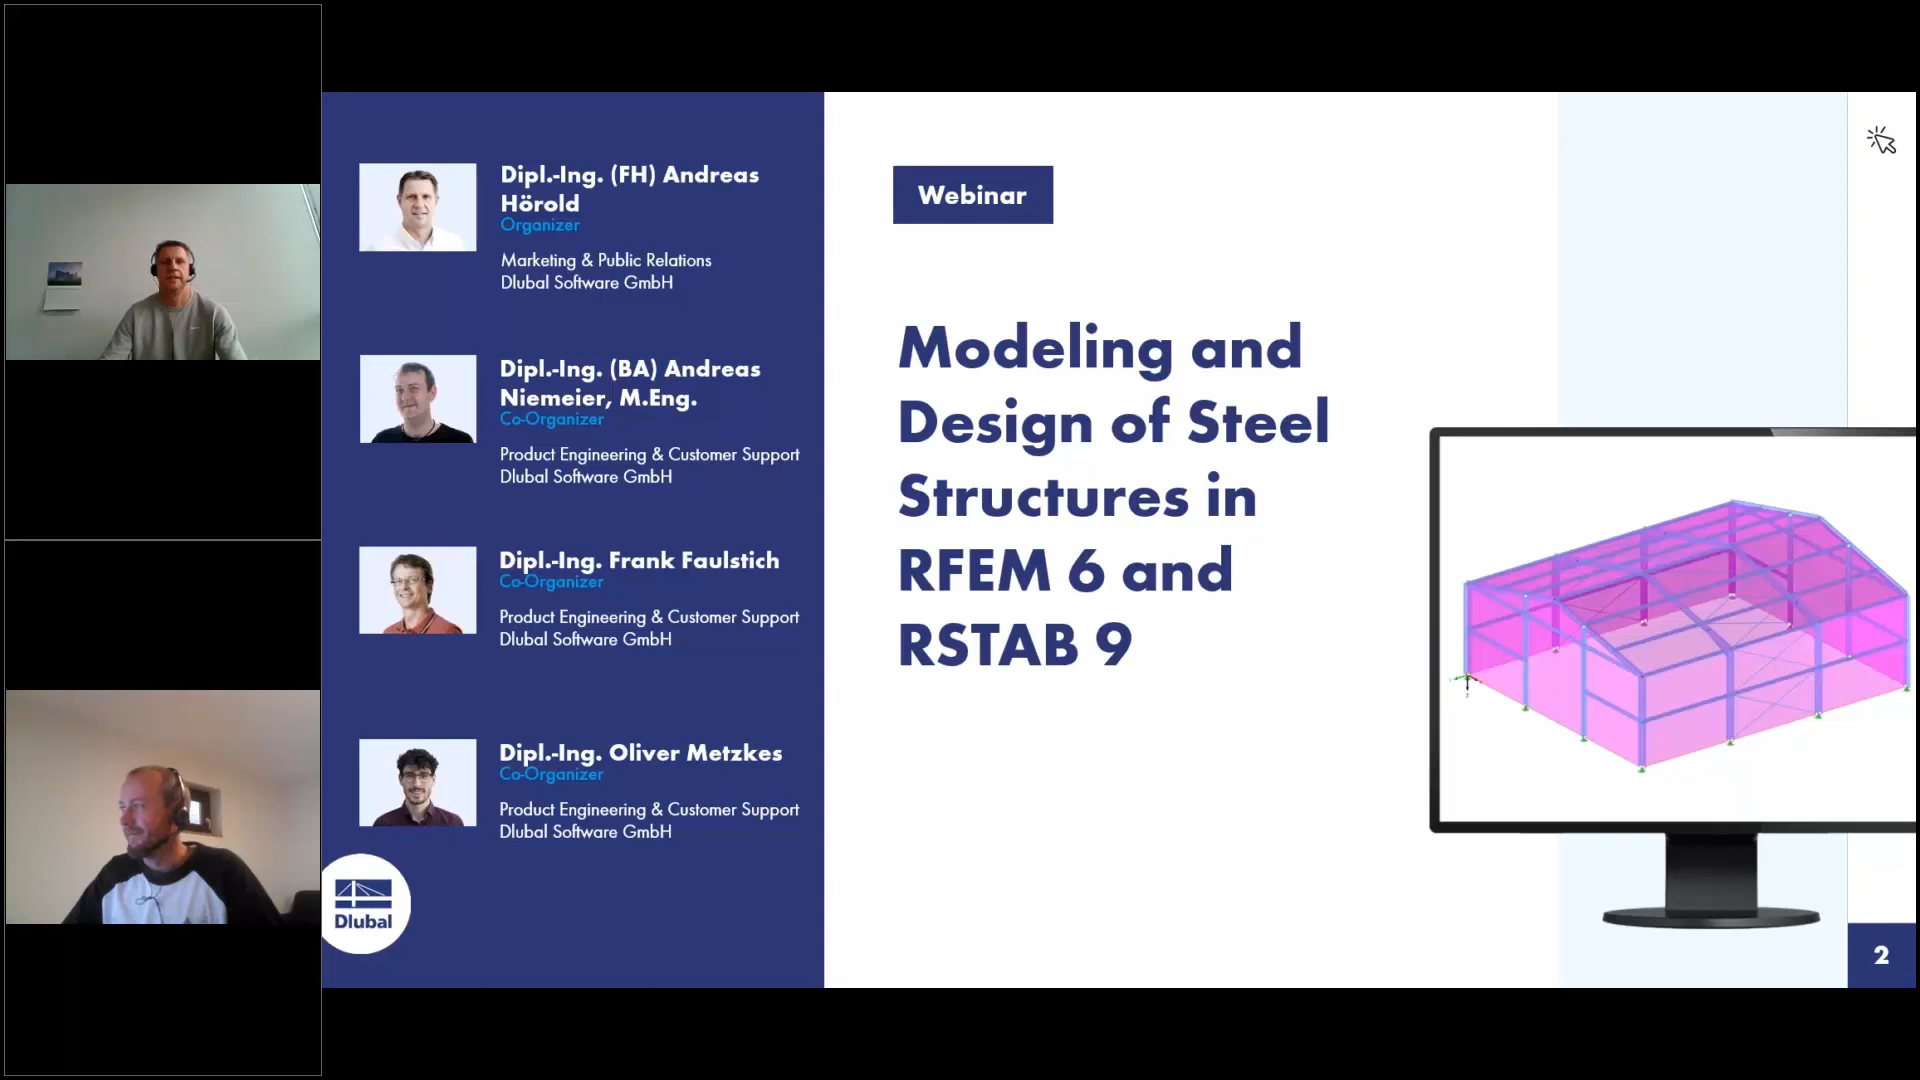 Dipl.-Ing. (FH) Andreas
Hörold
Organizer
Marketing & Public Relations
Dlubal Software GmbH
Dipl.-Ing. (BA) Andreas
Niemeier, M.Eng.
Co-Organizer
Product Engineering & Customer Support
Dlubal Software GmbH
Dipl.-Ing. Frank Faulstich
Co-Organizer
Product Engineering & Customer Support
Dlubal Software GmbH
Dipl.-Ing. Oliver Metzkes
Co-Organizer
Product Engineering & Customer Support
Dlubal Software GmbH
Dlubal
Webinar
Modeling and
Design of Steel
Structures in
RFEM 6 and
RSTAB 9
2